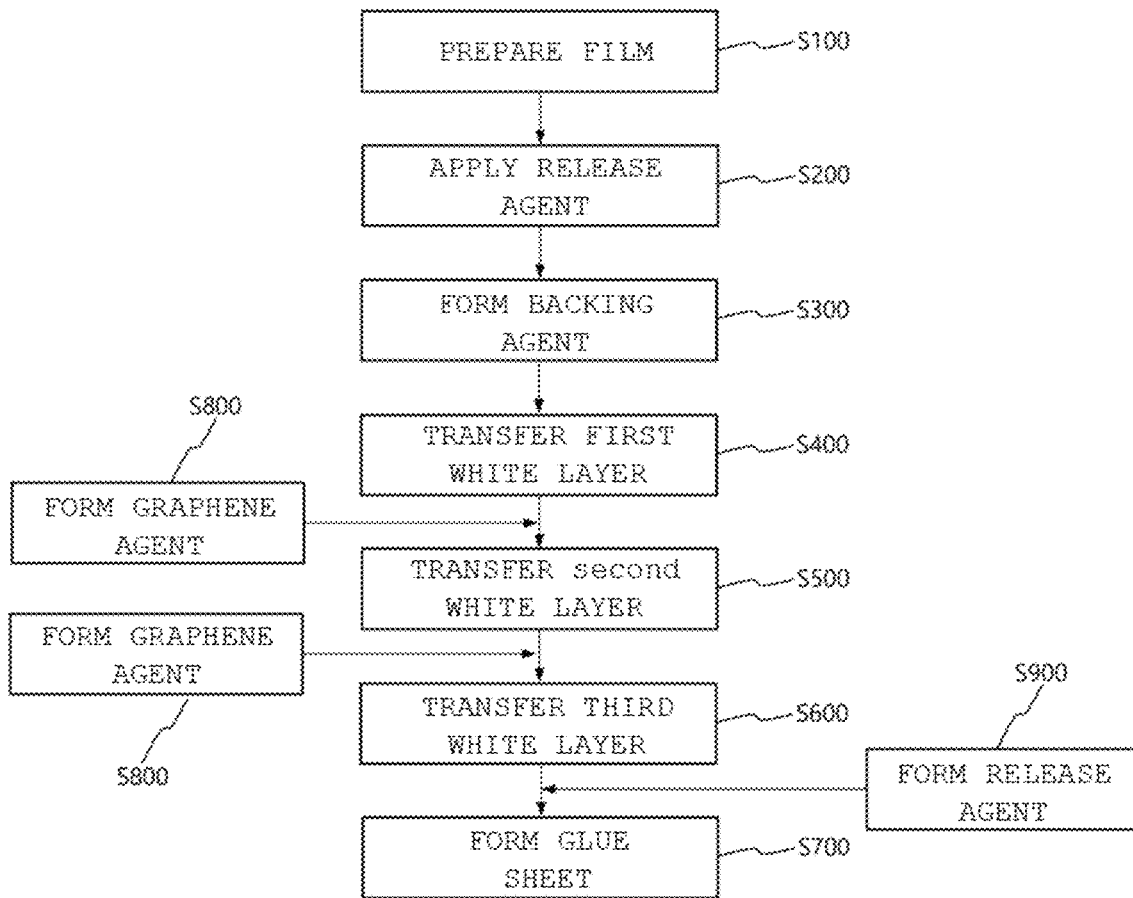 PREPARE FILM
S100
APPLY RELEASE
AGENT
S200
FORM BACKING
AGENT
S300
S800
TRANSFER FIRST
WHITE LAYER
S400
FORM GRAPHENE
AGENT
TRANSFER second
WHITE LAYER
S500
FORM GRAPHENE
AGENT
S800
TRANSFER THIRD
WHITE LAYER
S600
S900
FORM RELEASE
AGENT
FORM GLUE
SHEET
S700